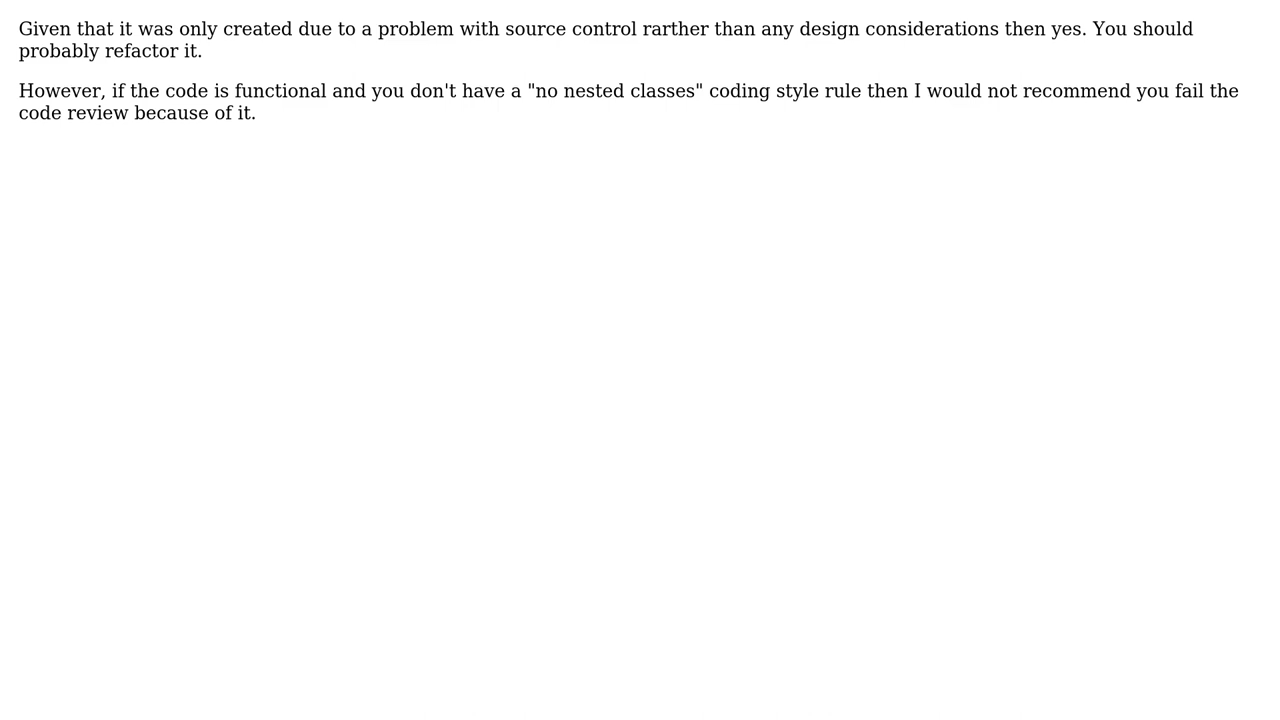 Given that it was only created due to a problem with source control rarther than any design considerations then yes. You should
probably refactor it.
However, if the code is functional and you don't have a "no nested classes" coding style rule then I would not recommend you fail the
code review because of it.